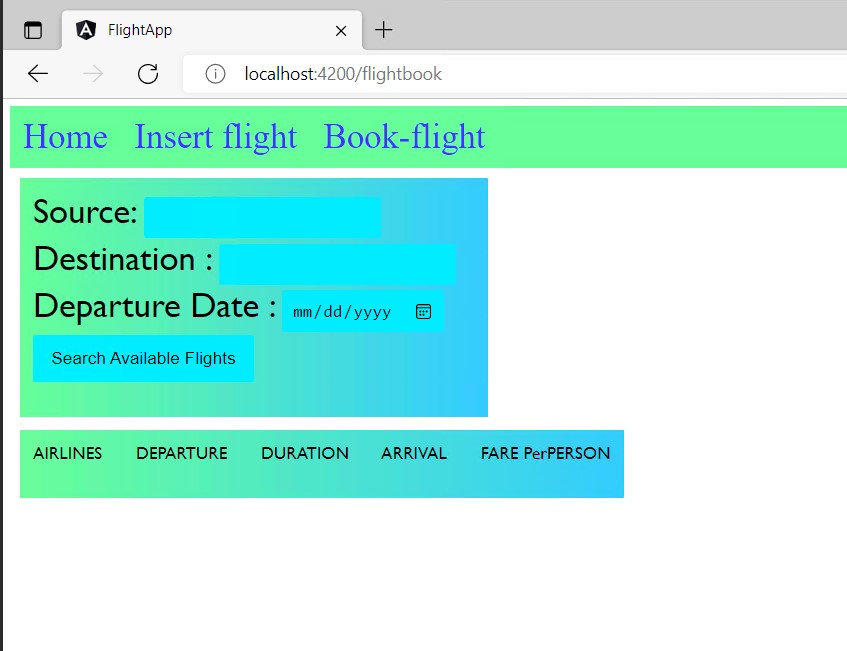 FlightApp
localhost:4200/flightbook
Home Insert flight Book-flight
Source:
Destination :
Departure Date : mm/dd/yyyy
Search Available Flights
AIRLINES DEPARTURE DURATION ARRIVAL FARE PerPERSON